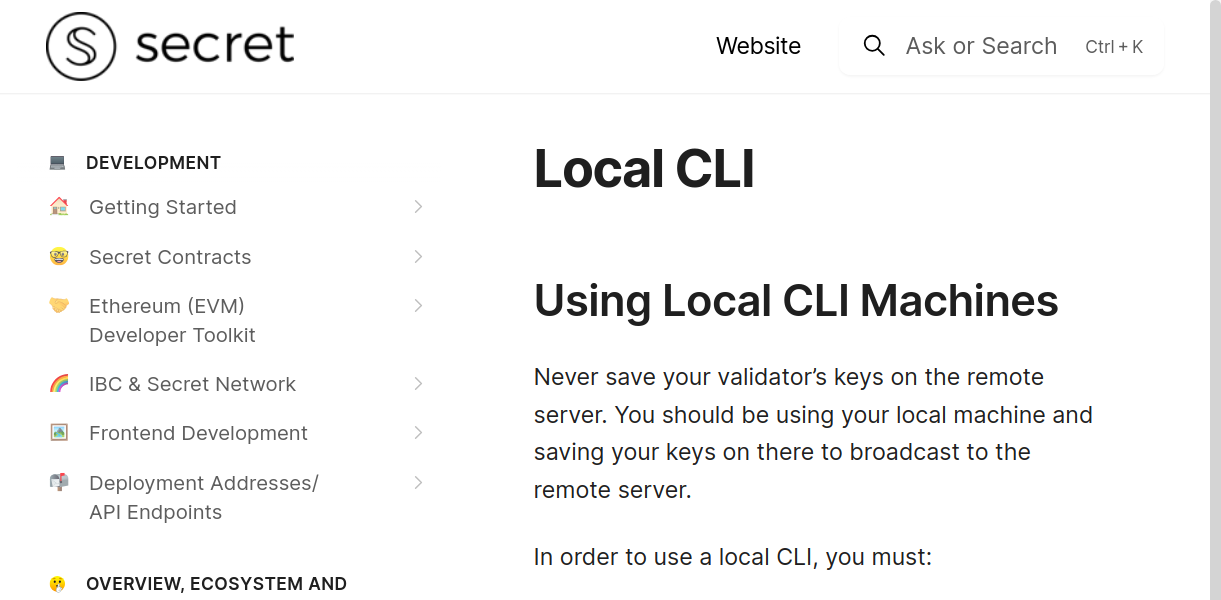 secret
Website
Ask or Search
Ctrl + K
DEVELOPMENT
Getting Started
Secret Contracts
Ethereum (EVM)
Developer Toolkit
IBC & Secret Network
Frontend Development
Deployment Addresses/
API Endpoints
OVERVIEW, ECOSYSTEM AND
Local CLI
Using Local CLI Machines
Never save your validator’s keys on the remote
server. You should be using your local machine and
saving your keys on there to broadcast to the
remote server.
In order to use a local CLI, you must: